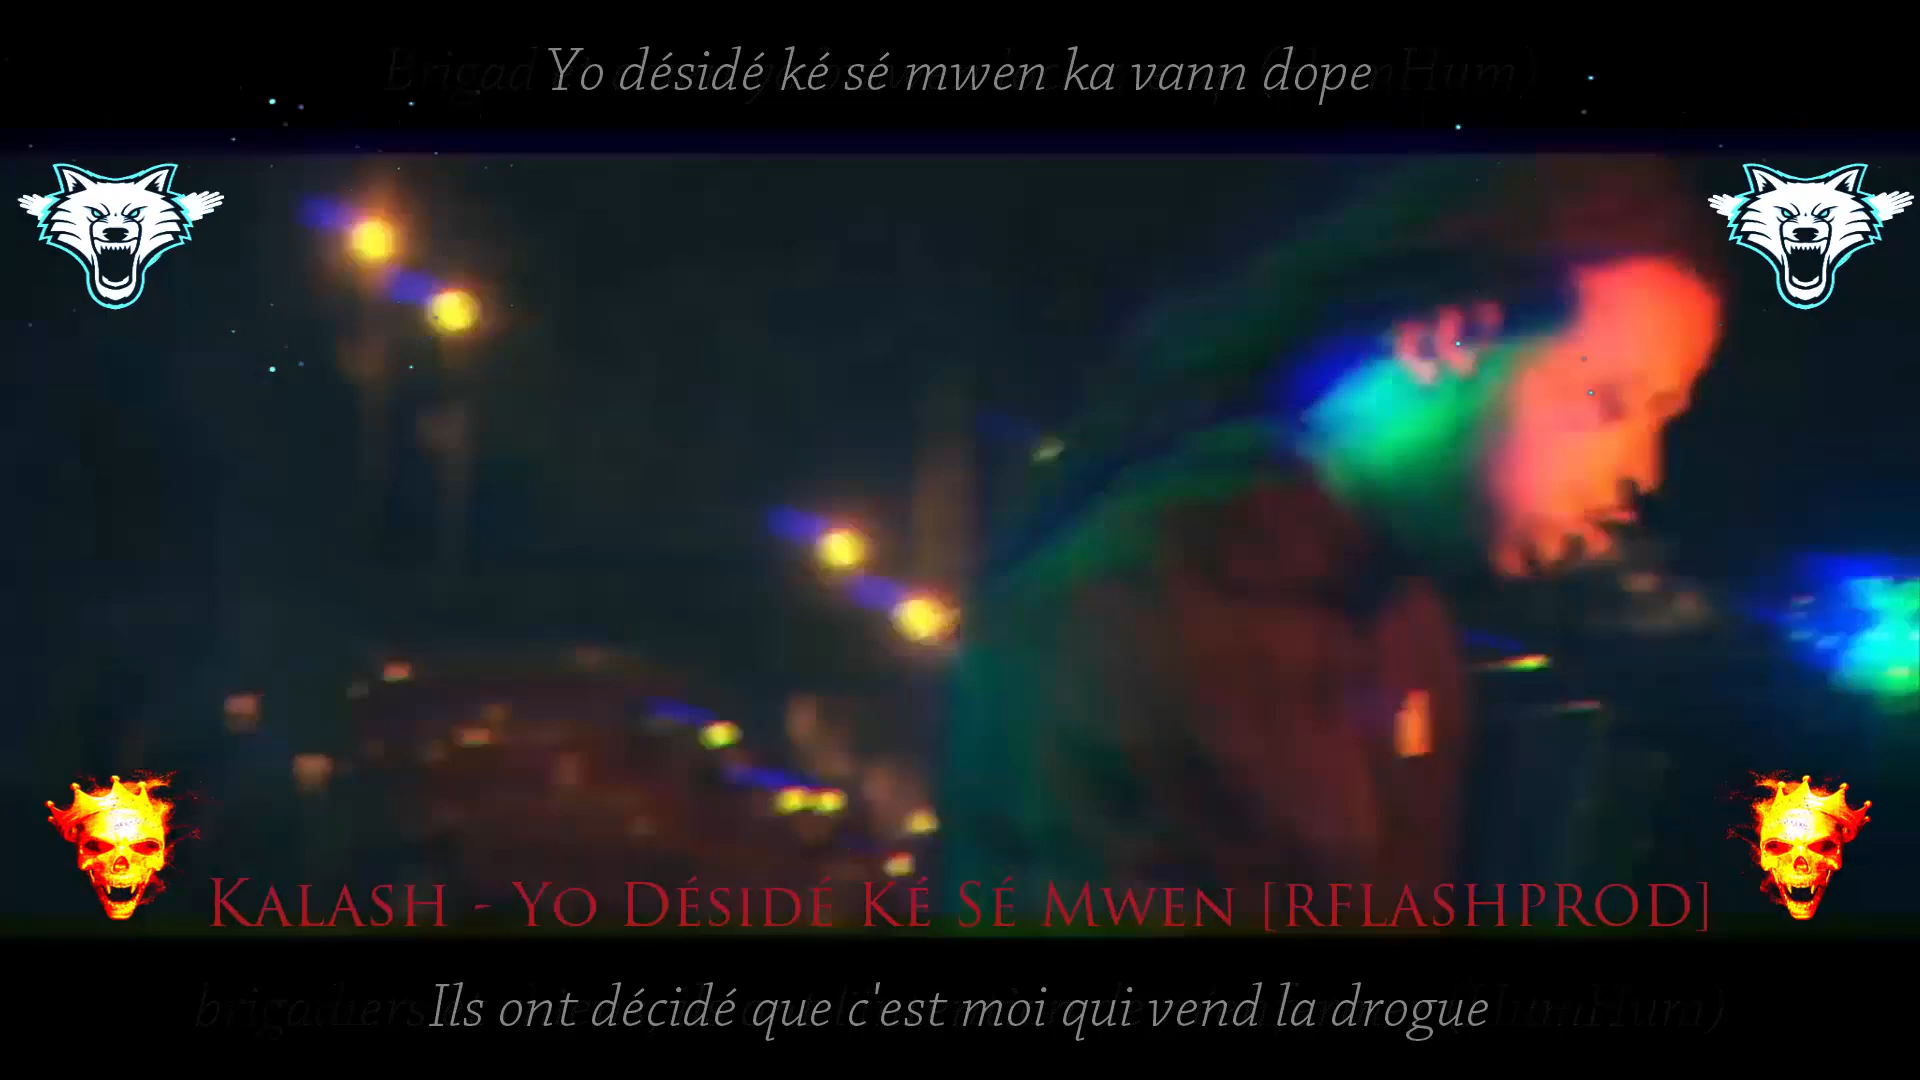 Yo désidé ké sé mwen ka vann dope
KALASH - YO DÉSIDÉ KÉ SÉ MWEN [RFLASHPROD]
Ils ont décidé que c'est moi qui vend la drogue